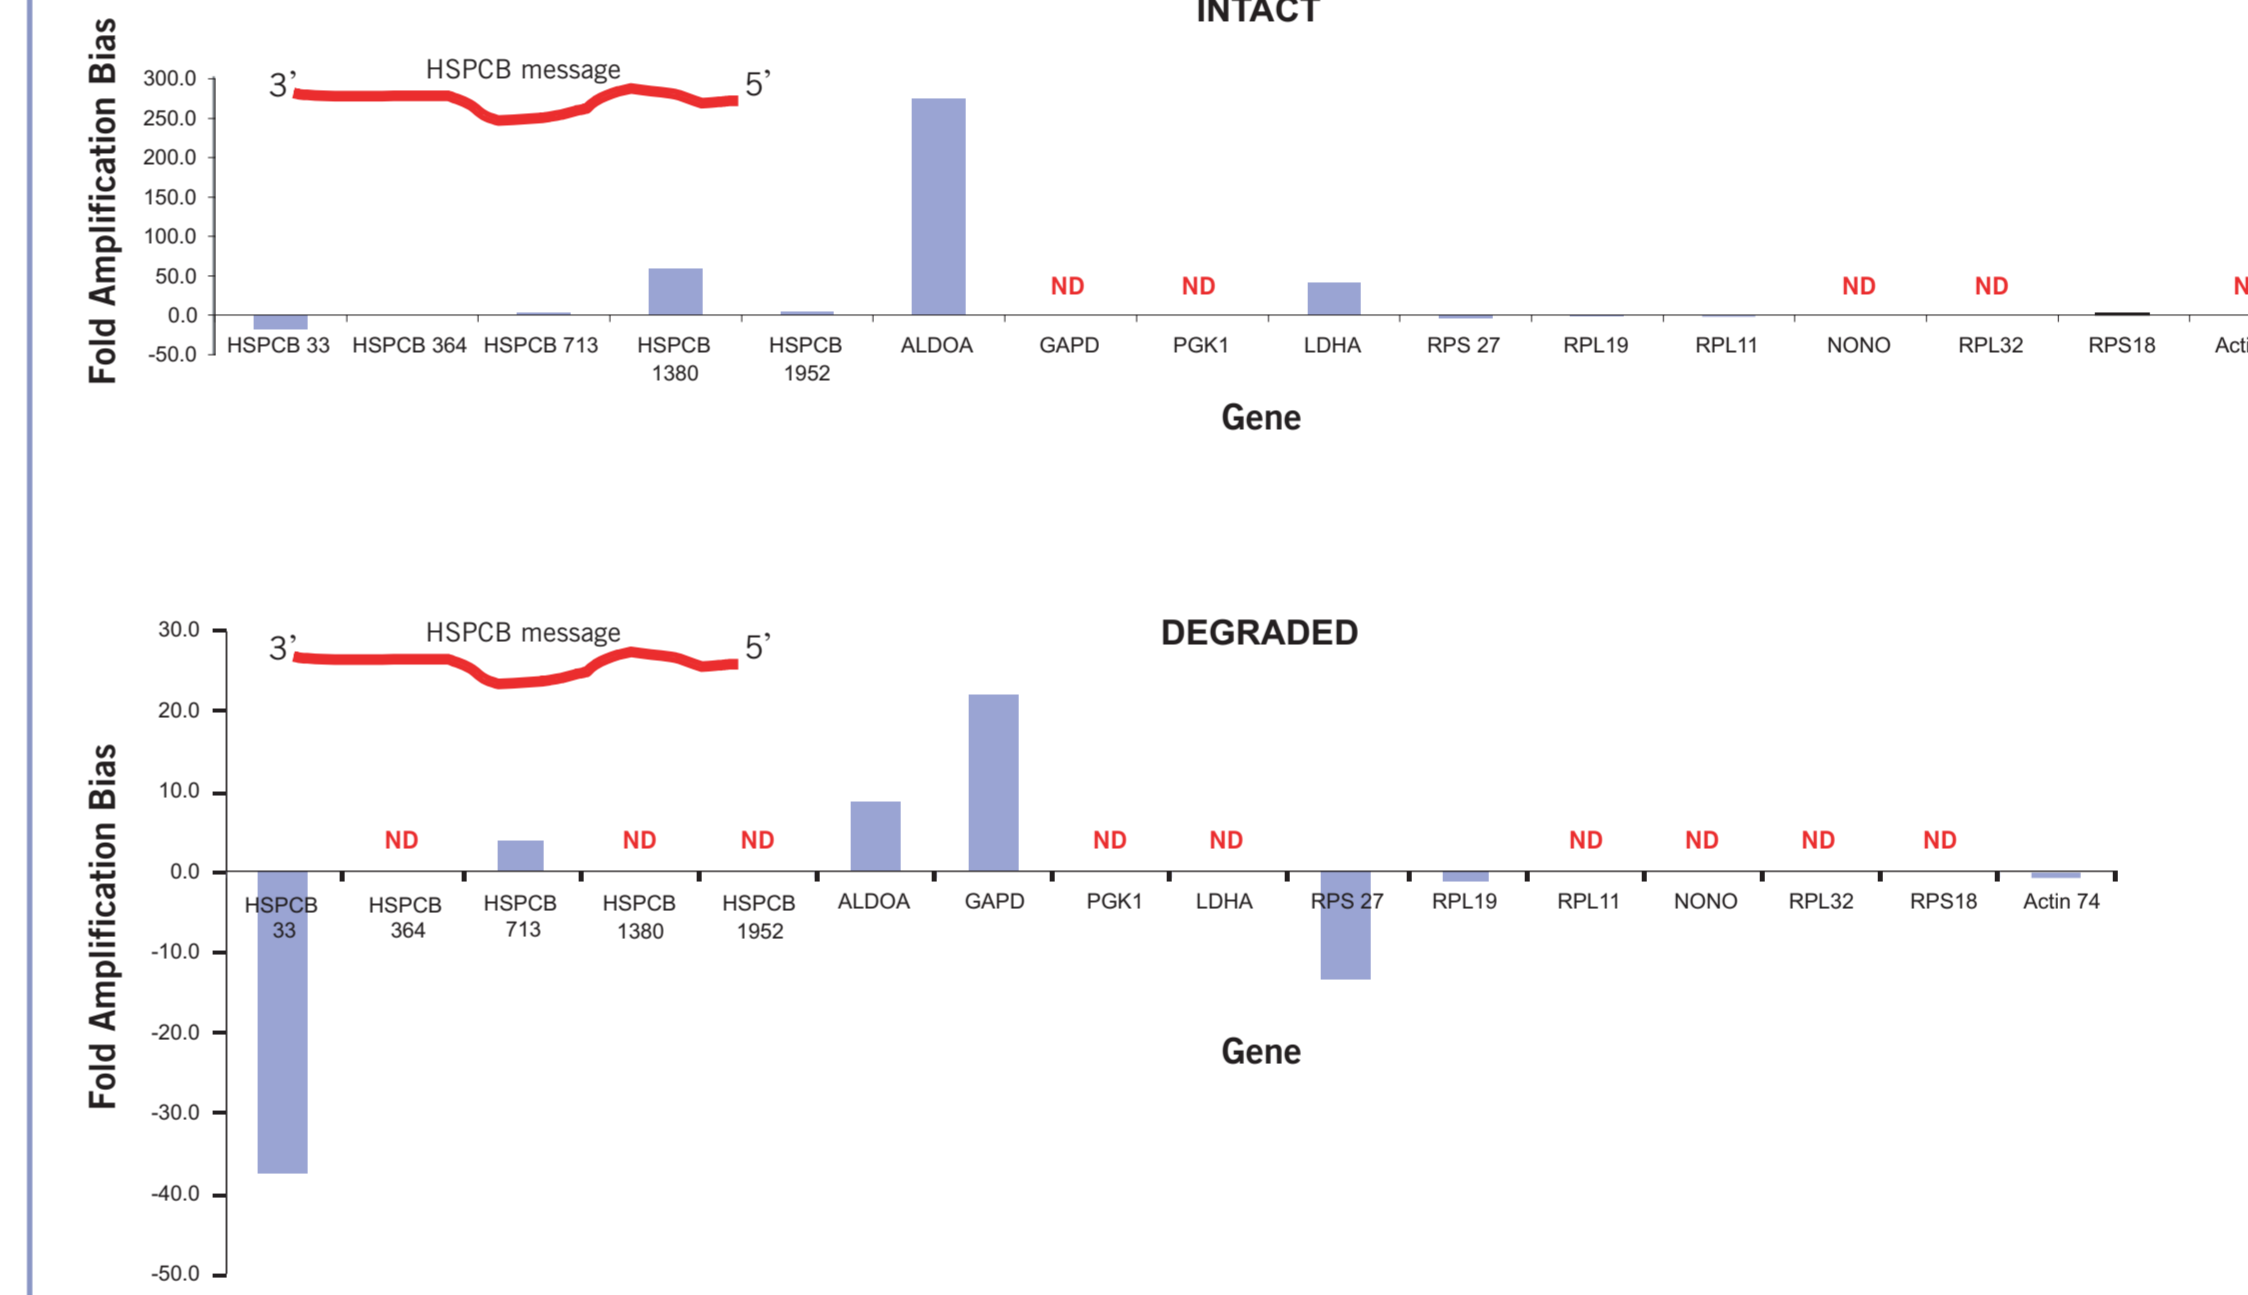 INTACT
Fold Amplification Bias
3’ HSPCB message 5’
300.0
250.0
200.0
150.0
100.0
50.0
0.0
-50.0
ND ND ND ND
HSPCB 33 HSPCB 364 HSPCB 713 HSPCB 1380 HSPCB 1952 ALDOA GAPD PGK1 LDHA RPS 27 RPL19 RPL11 NONO RPL32 RPS18
Gene
DEGRADED
Fold Amplification Bias
3’ HSPCB message 5’
30.0
20.0
10.0
0.0
-10.0
-20.0
-30.0
-40.0
-50.0
ND ND ND ND ND ND ND ND ND
HSPCB 33 HSPCB 364 HSPCB 713 HSPCB 1380 HSPCB 1952 ALDOA GAPD PGK1 LDHA RPS 27 RPL19 RPL11 NONO RPL32 RPS18 Actin 74
Gene